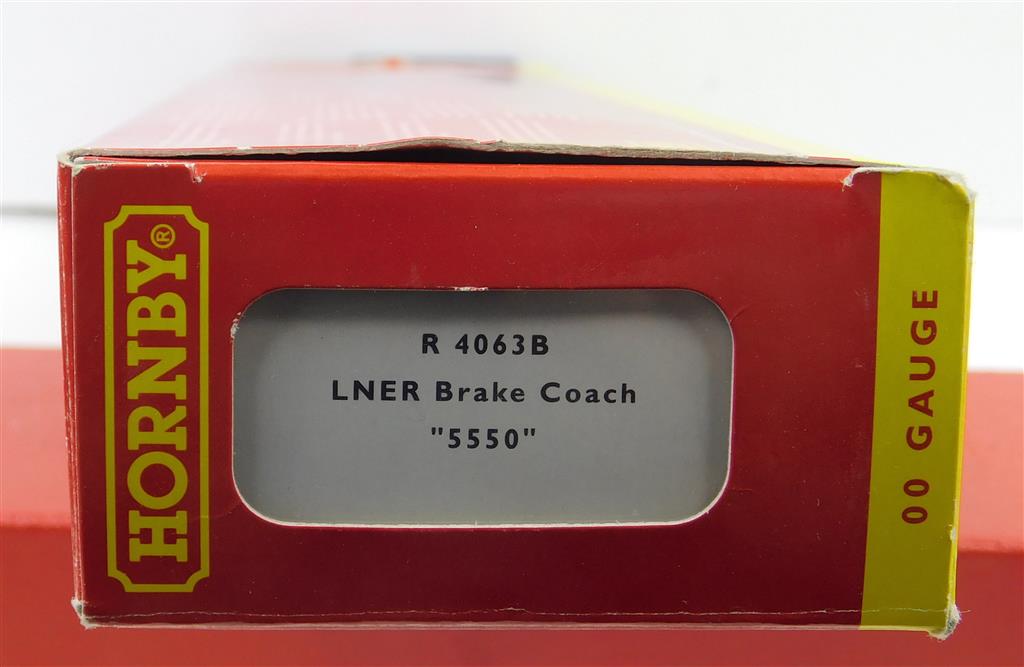 HORNBY®
R 4063B
LNER Brake Coach
"5550"
00 GAUGE